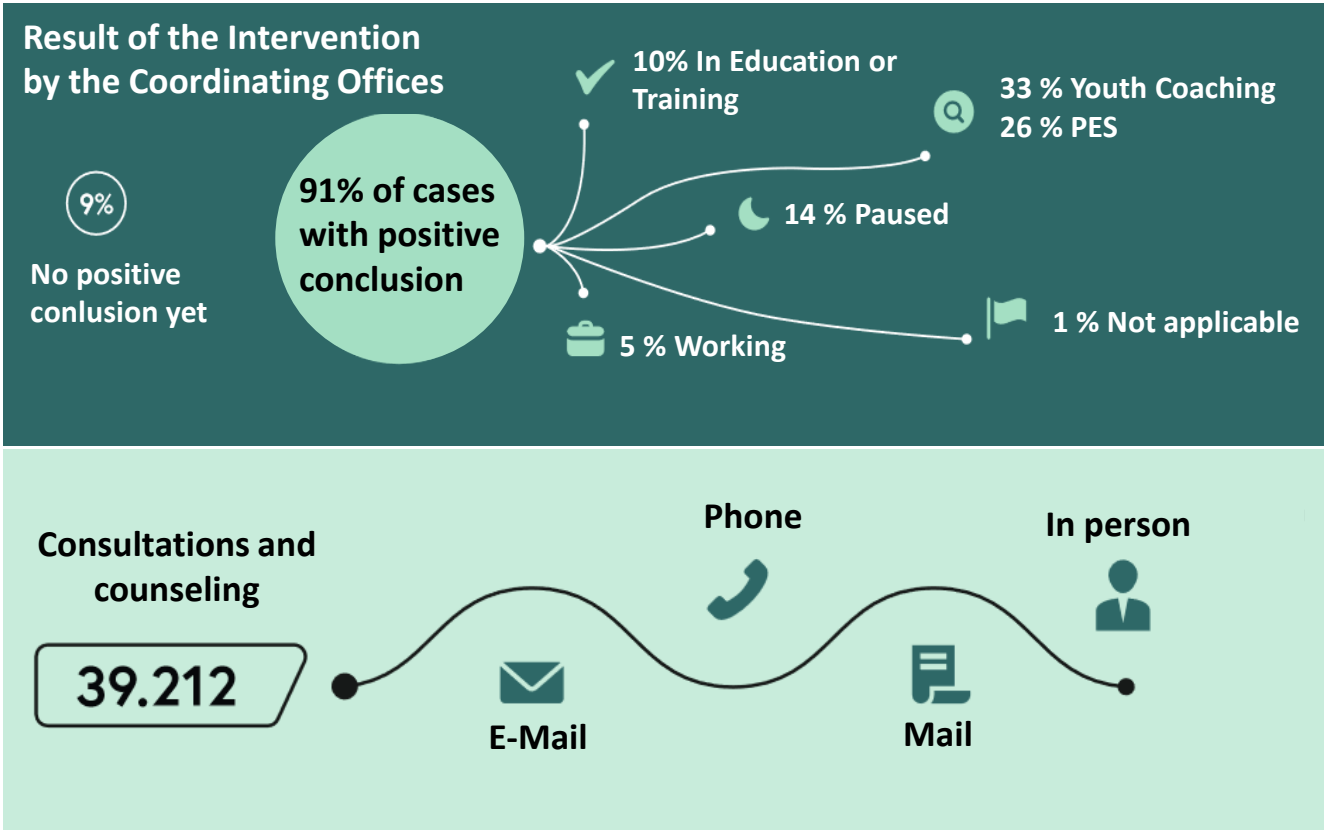 Result of the Intervention
by the Coordinating Offices
9%
No positive
conlusion yet
91% of cases
with positive
conclusion
10% In Education or
Training
33 % Youth Coaching
26 % PES
14 % Paused
5 % Working
1 % Not applicable
Consultations and
counseling
39.212
E-Mail
Phone
Mail
In person